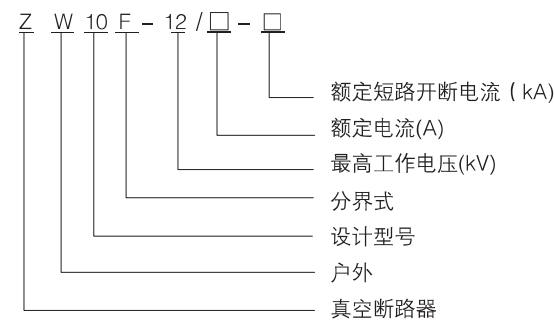 Z W 10 F - 12 / □ - □
额定短路开断电流 ( kA)
额定电流(A)
最高工作电压(kV)
分界式
设计型号
户外
真空断路器